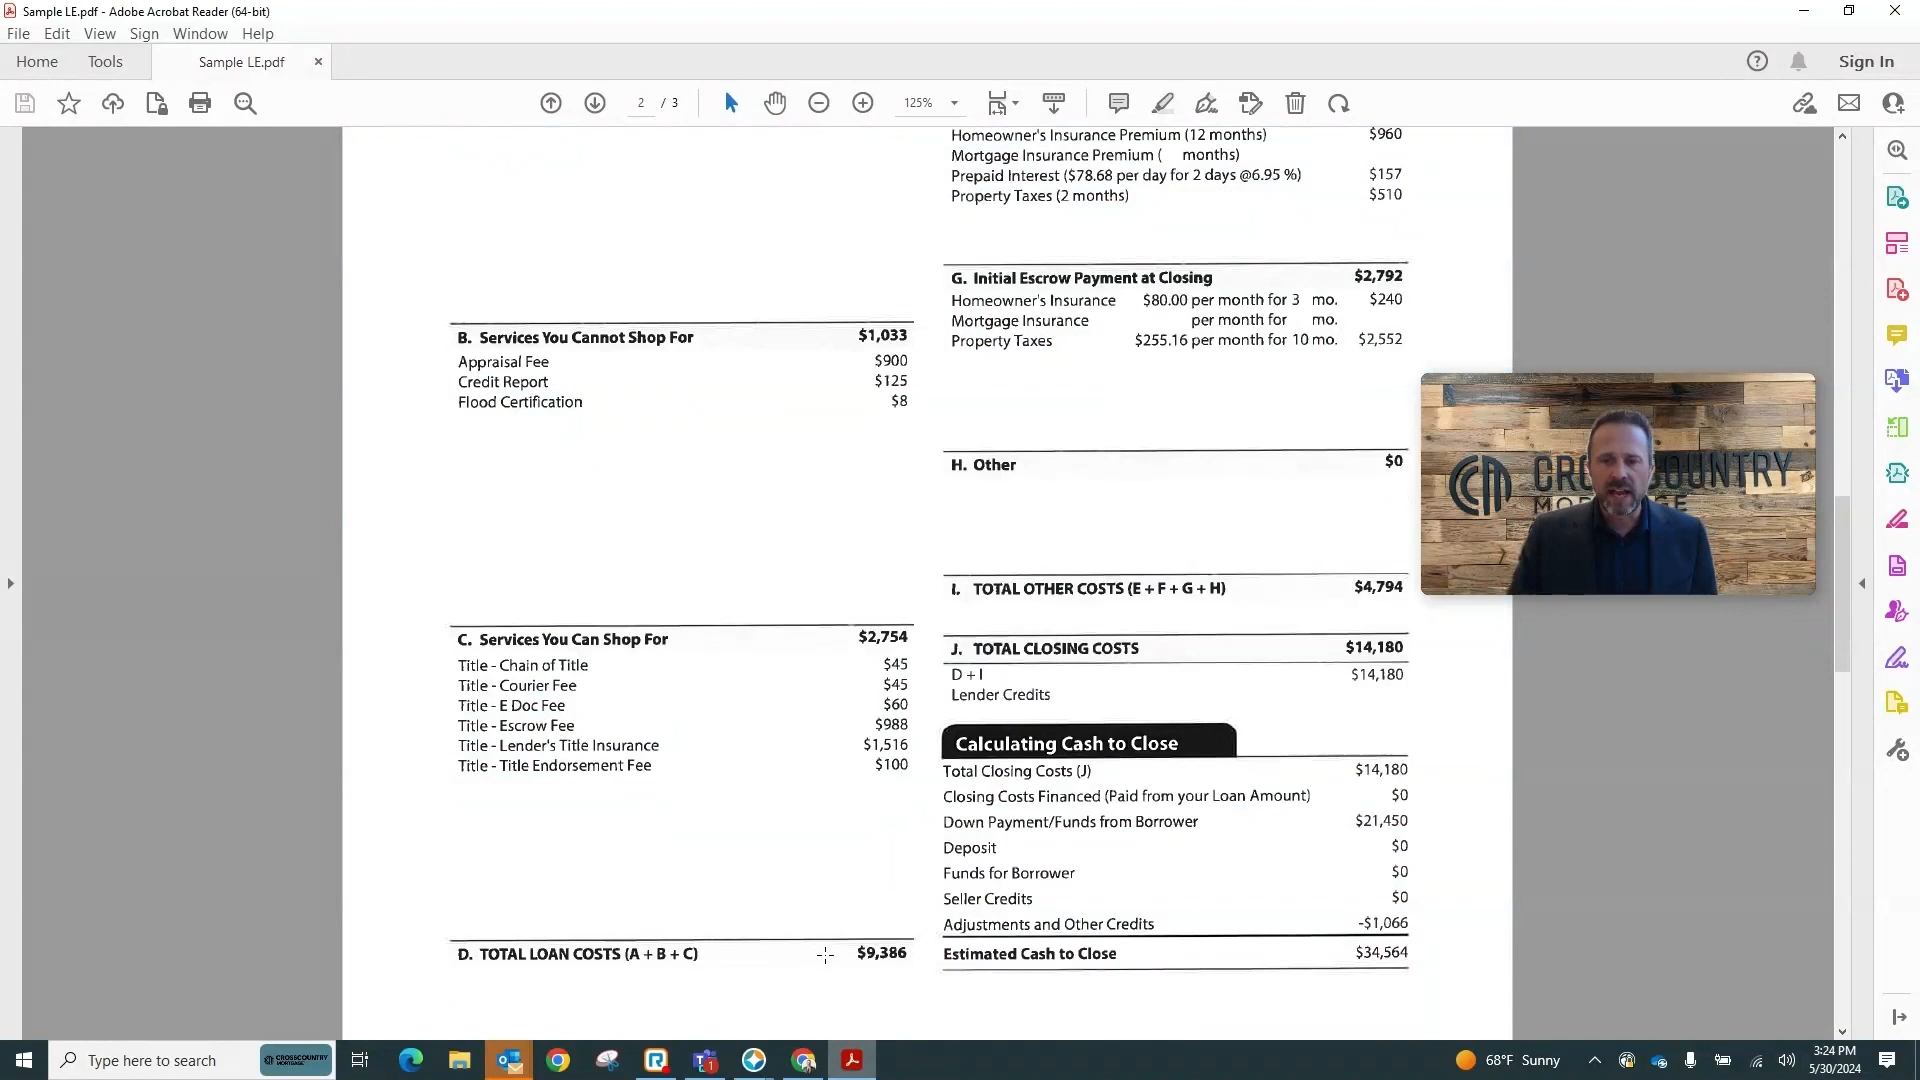 Sample LE.pdf - Adobe Acrobat Reader (64-bit)
File Edit View Sign Window Help
Home Tools Sample LE.pdf × Sign In
2 / 3 125%
Homeowner's Insurance Premium (12 months) $960
Mortgage Insurance Premium ( months)
Prepaid Interest ($78.68 per day for 2 days @6.95 %) $157
Property Taxes (2 months) $510
B. Services You Cannot Shop For $1,033
Appraisal Fee $900
Credit Report $125
Flood Certification $8
C. Services You Can Shop For $2,754
Title - Chain of Title $45
Title - Courier Fee $45
Title - E Doc Fee $60
Title - Escrow Fee $988
Title - Lender's Title Insurance $1,516
Title - Title Endorsement Fee $100
D. TOTAL LOAN COSTS (A + B + C) $9,386
G. Initial Escrow Payment at Closing $2,792
Homeowner's Insurance $80.00 per month for 3 mo. $240
Mortgage Insurance per month for mo.
Property Taxes $255.16 per month for 10 mo. $2,552
H. Other $0
I. TOTAL OTHER COSTS (E + F + G + H) $4,794
J. TOTAL CLOSING COSTS $14,180
D + I $14,180
Lender Credits
Calculating Cash to Close
Total Closing Costs (J) $14,180
Closing Costs Financed (Paid from your Loan Amount) $0
Down Payment/Funds from Borrower $21,450
Deposit $0
Funds for Borrower $0
Seller Credits $0
Adjustments and Other Credits -$1,066
Estimated Cash to Close $34,564
Type here to search
CROSSCOUNTRY
MORTGAGE
68°F Sunny
3:24 PM
5/30/2024